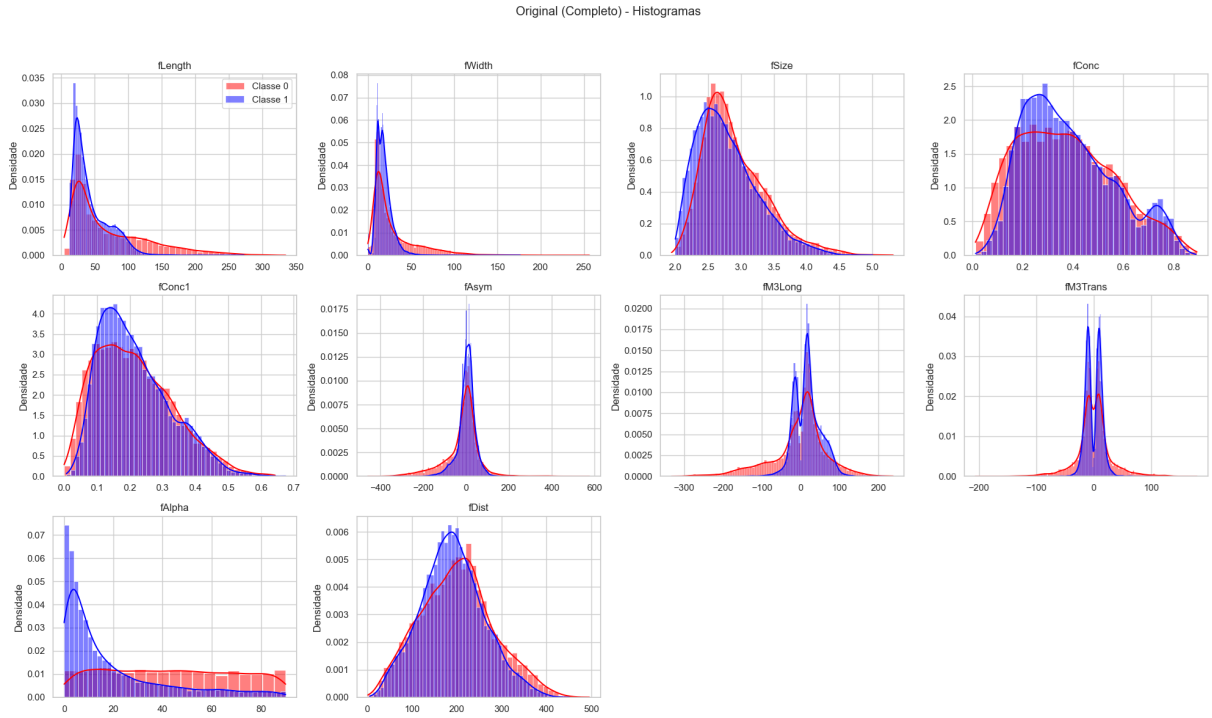 Original (Completo) - Histogramas
fLength
Densidade
0.035
0.030
0.025
0.020
0.015
0.010
0.005
0.000
0 50 100 150 200 250 300 350
Classe 0
Classe 1
fWidth
Densidade
0.08
0.07
0.06
0.05
0.04
0.03
0.02
0.01
0.00
0 50 100 150 200 250
fSize
Densidade
1.0
0.8
0.6
0.4
0.2
0.0
2.0 2.5 3.0 3.5 4.0 4.5 5.0
fConc
Densidade
2.5
2.0
1.5
1.0
0.5
0.0
0.0 0.2 0.4 0.6 0.8
fConc1
Densidade
4.0
3.5
3.0
2.5
2.0
1.5
1.0
0.5
0.0
0.0 0.1 0.2 0.3 0.4 0.5 0.6 0.7
fAsym
Densidade
0.0175
0.0150
0.0125
0.0100
0.0075
0.0050
0.0025
0.0000
-400 -200 0 200 400 600
fM3Long
Densidade
0.0200
0.0175
0.0150
0.0125
0.0100
0.0075
0.0050
0.0025
0.0000
-300 -200 -100 0 100 200
fM3Trans
Densidade
0.04
0.03
0.02
0.01
0.00
-200 -100 0 100
fAlpha
Densidade
0.07
0.06
0.05
0.04
0.03
0.02
0.01
0.00
0 20 40 60 80
fDist
Densidade
0.006
0.005
0.004
0.003
0.002
0.001
0.000
0 100 200 300 400 500